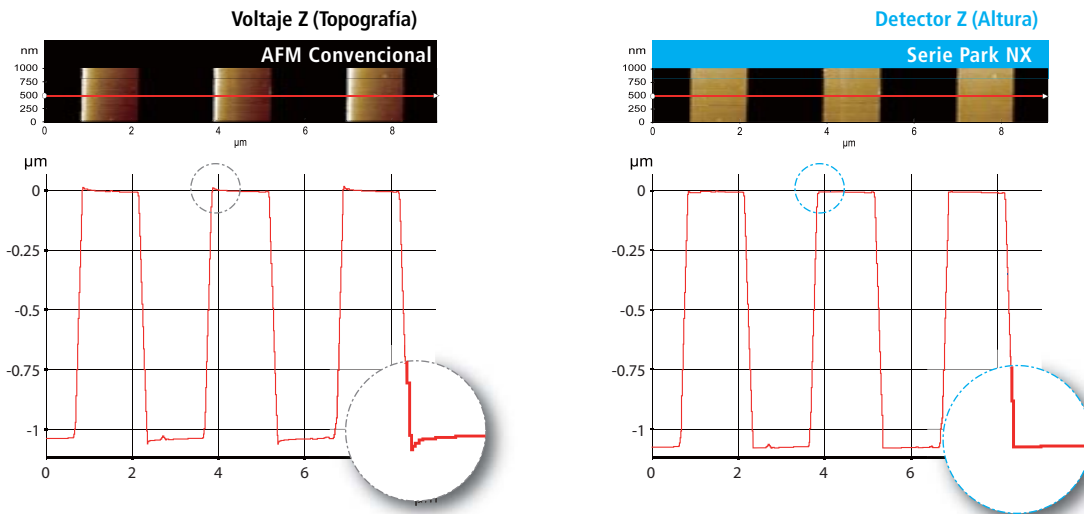 Voltaje Z (Topografía)
AFM Convencional
nm
1000
750
500
250
0
0 2 4 6 8
µm
µm
0
-0.25
-0.5
-0.75
-1
0 2 4 6
Detector Z (Altura)
Serie Park NX
nm
1000
750
500
250
0
0 2 4 6 8
µm
µm
0
-0.25
-0.5
-0.75
-1
0 2 4 6